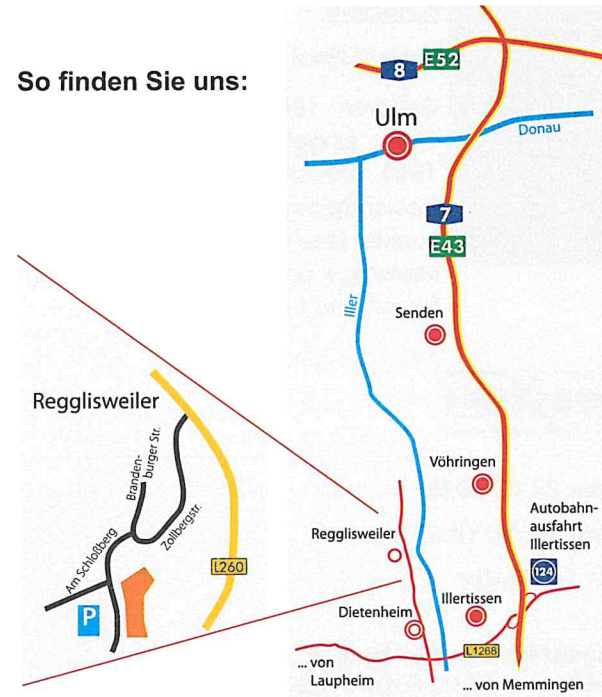 So finden Sie uns:
8
E52
Ulm
Donau
7
E43
Iller
Senden
Vöhringen
Autobahn-
ausfahrt
Illertissen
124
Regglisweiler
Dietenheim
Illertissen
L1268
... von
Laupheim
... von Memmingen
Regglisweiler
Branden-
burger Str.
Zollbergstr.
Am Schloßberg
L260
P